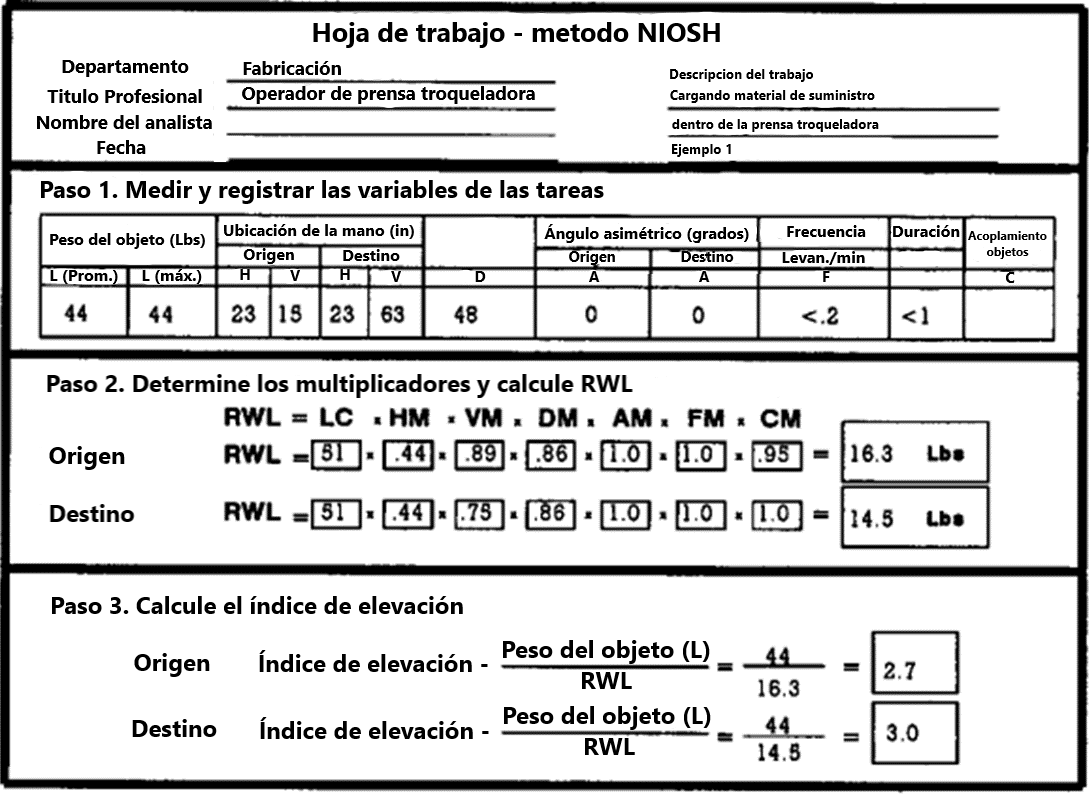 Hoja de trabajo - metodo NIOSH
Departamento Fabricación Descripcion del trabajo
Titulo Profesional Operador de prensa troqueladora Cargando material de suministro
Nombre del analista dentro de la prensa troqueladora
Fecha Ejemplo 1
Paso 1. Medir y registrar las variables de las tareas
Peso del objeto (Lbs) Ubicación de la mano (in) Ángulo asimétrico (grados) Frecuencia Duración Acoplamiento objetos
Origen Destino Origen Destino Levan./min
L (Prom.) L (máx.) H V H V D A A F C
44 44 23 15 23 63 48 0 0 <.2 <1
Paso 2. Determine los multiplicadores y calcule RWL
RWL = LC x HM x VM x DM x AM x FM x CM
Origen RWL = 51 x .44 x .89 x .86 x 1.0 x 1.0 x .95 = 16.3 Lbs
Destino RWL = 51 x .44 x .75 x .86 x 1.0 x 1.0 x 1.0 = 14.5 Lbs
Paso 3. Calcule el índice de elevación
Origen Índice de elevación - Peso del objeto (L) / RWL = 44 / 16.3 = 2.7
Destino Índice de elevación - Peso del objeto (L) / RWL = 44 / 14.5 = 3.0